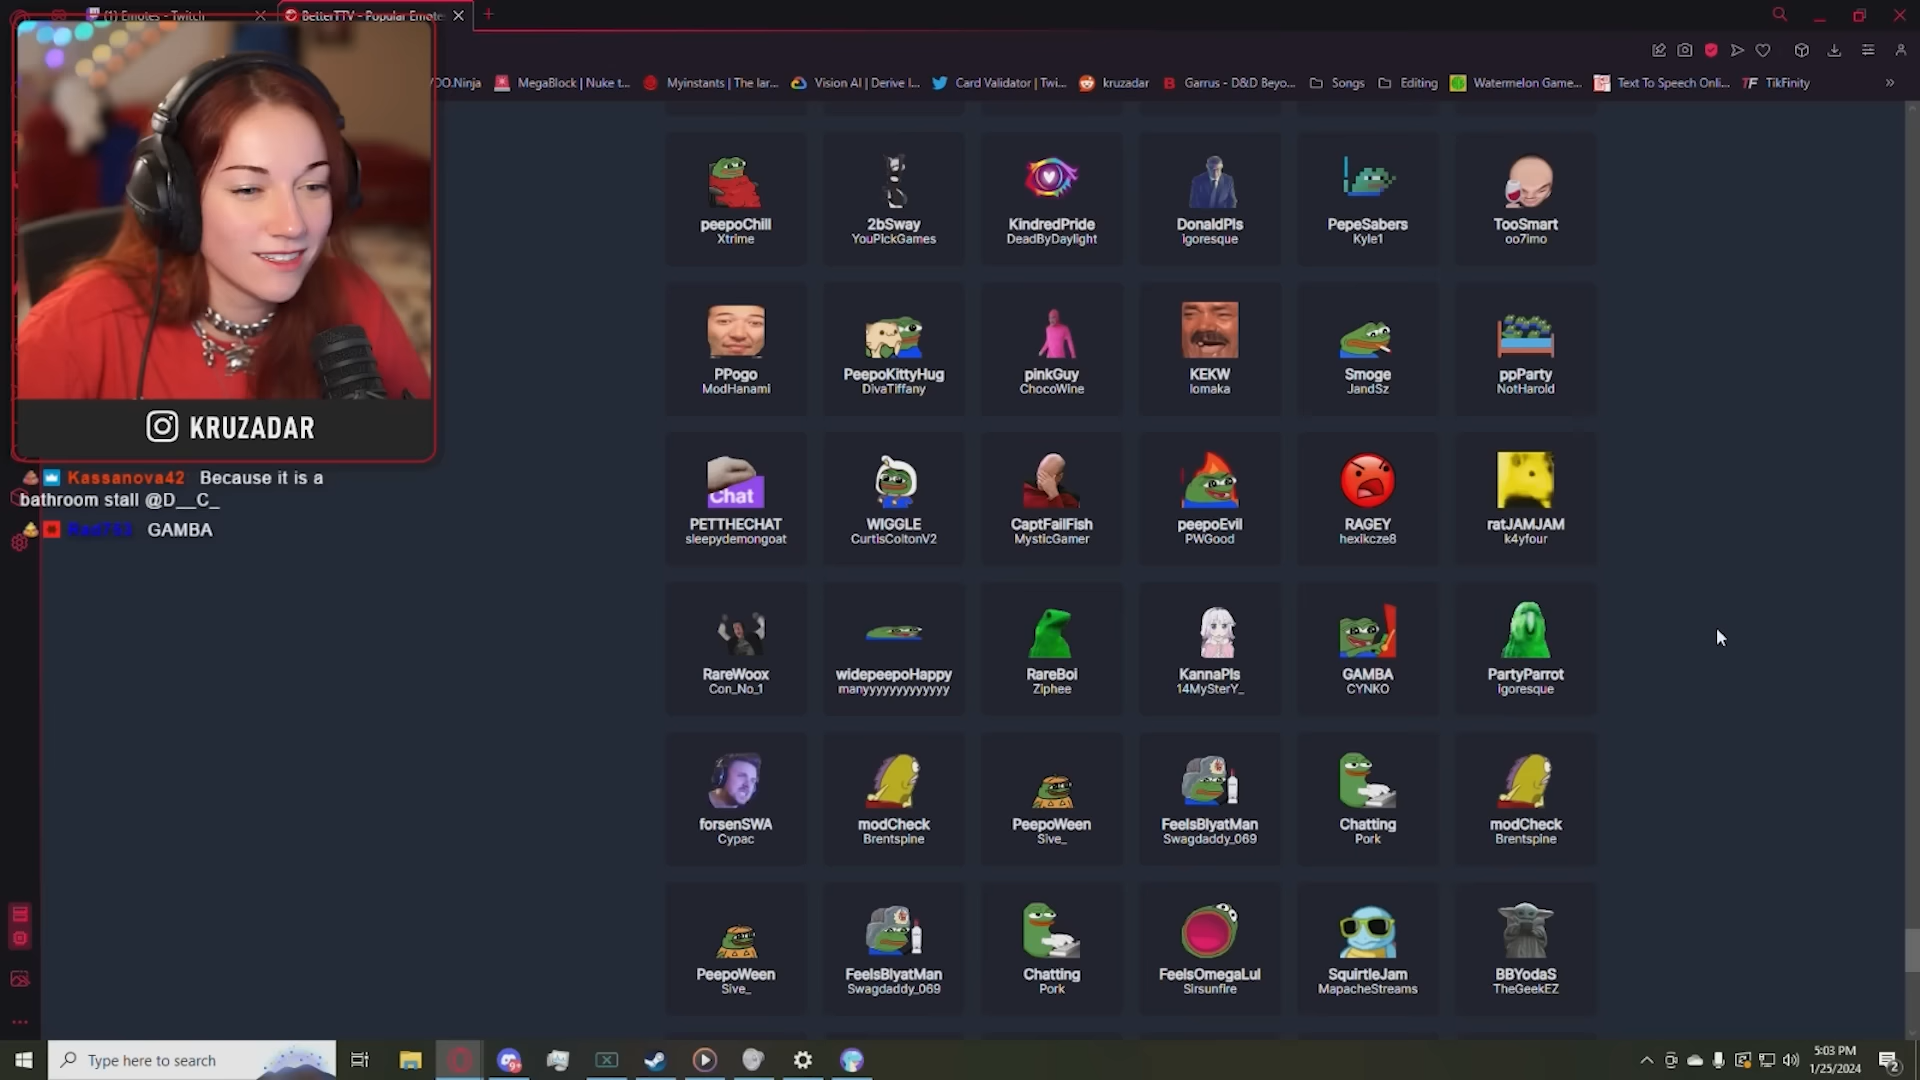 (1) Emotes - Twitch
BetterTTV - Popular Emote
DO.Ninja
MegaBlock | Nuke t...
Myinstants | The lar...
Vision AI | Derive I...
Card Validator | Twi...
kruzadar
Garrus - D&D Beyo...
Songs
Editing
Watermelon Game...
Text To Speech Onli...
TikFinity
KRUZADAR
Kassanova42 Because it is a
bathroom stall @D__C_
GAMBA
peepoChill
Xtrime
2bSway
YouPickGames
KindredPride
DeadByDaylight
DonaldPls
igoresque
PepeSabers
Kyle1
TooSmart
oo7imo
PPogo
ModHanami
PeepoKittyHug
DivaTiffany
pinkGuy
ChocoWine
KEKW
lomaka
Smoge
JandSz
ppParty
NotHarold
Chat
PETTHECHAT
sleepydemongoat
WIGGLE
CurtisColtonV2
CaptFailFish
MysticGamer
peepoEvil
PWGood
RAGEY
hexikcze8
ratJAMJAM
k4yfour
RareWoox
Con_No_1
widepeepoHappy
manyyyyyyyyyyyyy
RareBoi
Ziphee
KannaPls
14MySterY_
GAMBA
CYNKO
PartyParrot
igoresque
forsenSWA
Cypac
modCheck
Brentspine
PeepoWeen
Sive_
FeelsBlyatMan
Swagdaddy_069
Chatting
Pork
modCheck
Brentspine
PeepoWeen
Sive_
FeelsBlyatMan
Swagdaddy_069
Chatting
Pork
FeelsOmegaLul
Sirsunfire
SquirtleJam
MapacheStreams
BBYodaS
TheGeekEZ
Type here to search
5:03 PM
1/25/2024